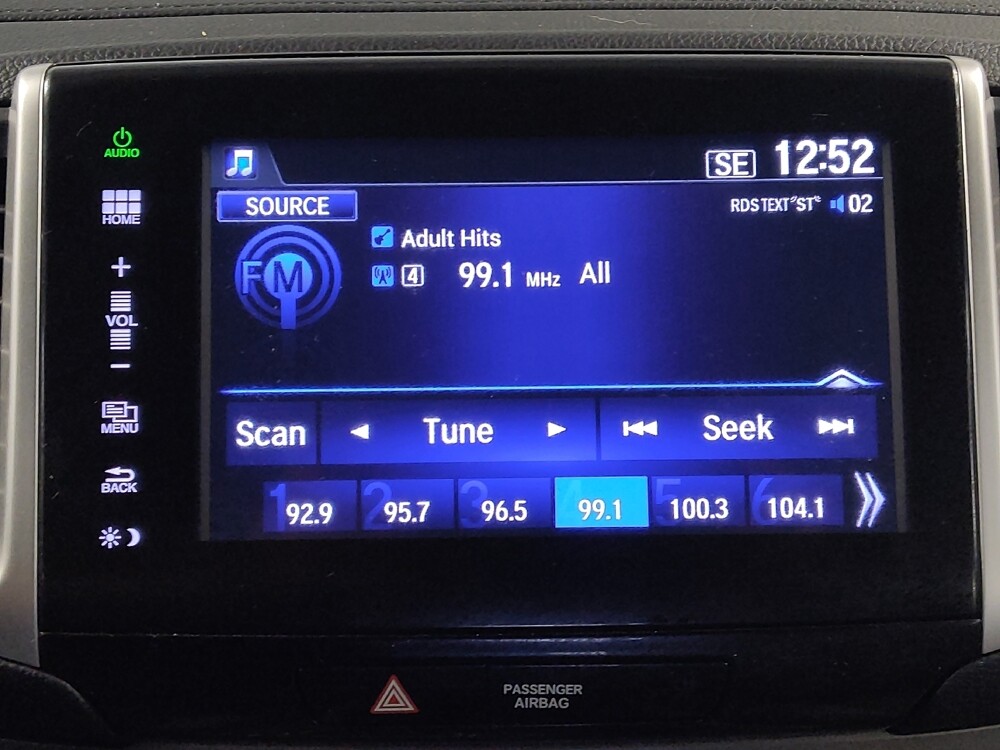 AUDIO
HOME
+
VOL
−
MENU
BACK
SE 12:52
SOURCE
RDS TEXT "ST" 02
FM
Adult Hits
4 99.1 MHz All
Scan Tune Seek
1 92.9 2 95.7 3 96.5 4 99.1 5 100.3 6 104.1
PASSENGER
AIRBAG